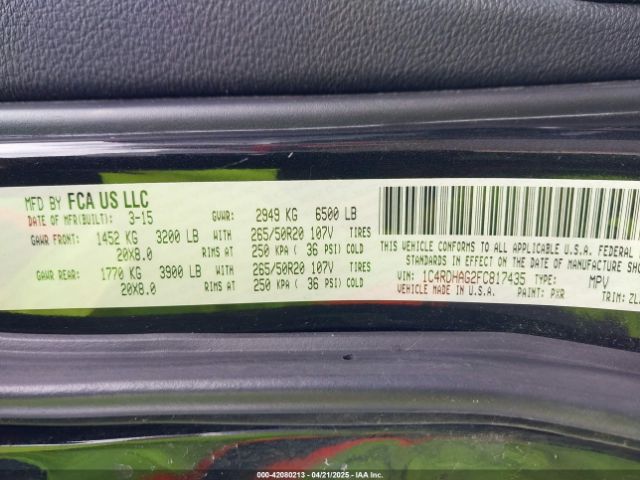 MFD BY FCA US LLC
DATE OF MFR(BUILT): 3-15 GVWR: 2949 KG 6500 LB
GAWR FRONT: 1452 KG 3200 LB WITH 265/50R20 107V TIRES
20X8.0 RIMS AT 250 KPA ( 36 PSI) COLD
GAWR REAR: 1770 KG 3900 LB WITH 265/50R20 107V TIRES
20X8.0 RIMS AT 250 KPA ( 36 PSI) COLD
THIS VEHICLE CONFORMS TO ALL APPLICABLE U.S.A. FEDERAL
STANDARDS IN EFFECT ON THE DATE OF MANUFACTURE SHO
VIN: 1C4RDHAG2FC817435 TYPE: MPV
VEHICLE MADE IN U.S.A. PAINT: PXR TRIM:
000-42080213 - 04/21/2025 - IAA Inc.